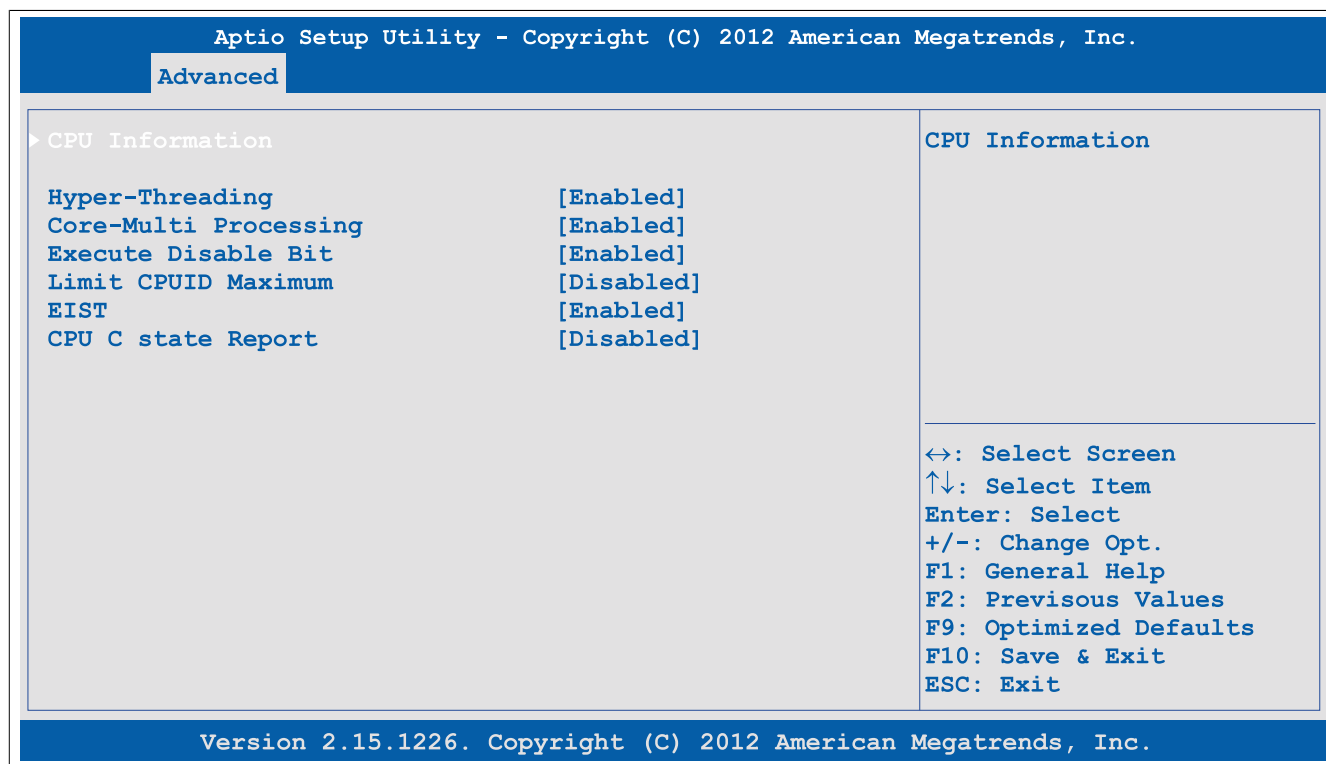 Aptio Setup Utility - Copyright (C) 2012 American Megatrends, Inc.
Advanced
CPU Information
Hyper-Threading [Enabled]
Core-Multi Processing [Enabled]
Execute Disable Bit [Enabled]
Limit CPUID Maximum [Disabled]
EIST [Enabled]
CPU C state Report [Disabled]
CPU Information
↔: Select Screen
↑↓: Select Item
Enter: Select
+/-: Change Opt.
F1: General Help
F2: Previsous Values
F9: Optimized Defaults
F10: Save & Exit
ESC: Exit
Version 2.15.1226. Copyright (C) 2012 American Megatrends, Inc.